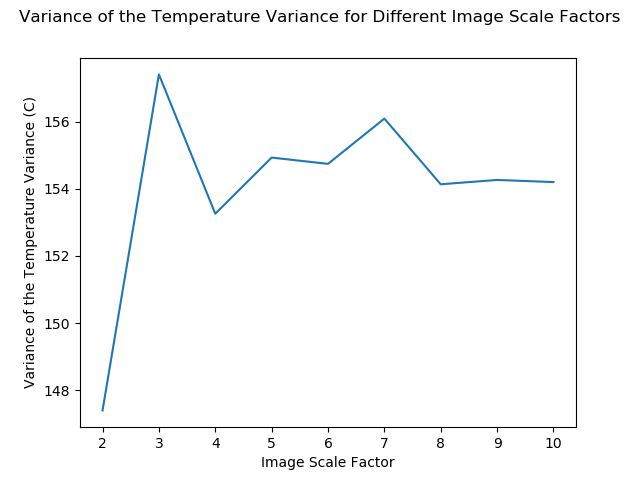 Variance of the Temperature Variance for Different Image Scale Factors
Variance of the Temperature Variance (C)
156
154
152
150
148
2 3 4 5 6 7 8 9 10
Image Scale Factor